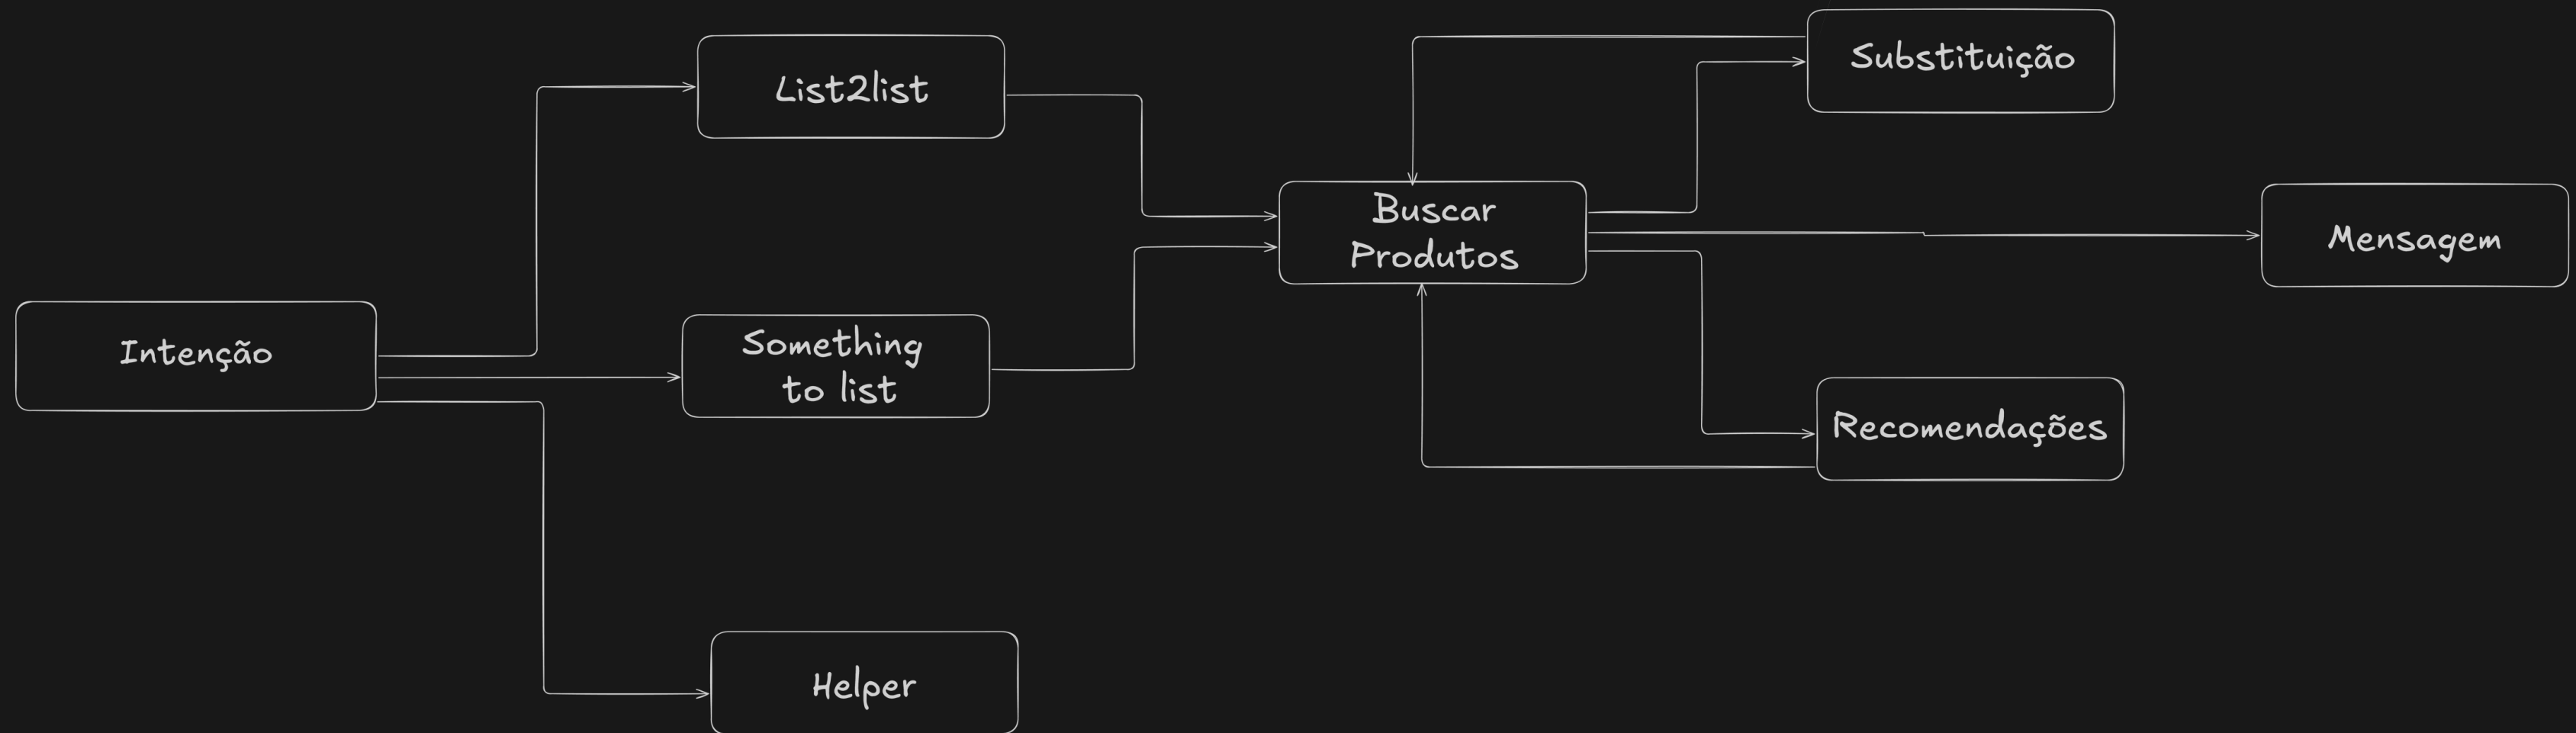 Intenção
List2list
Something
to list
Helper
Buscar
Produtos
Substituição
Recomendações
Mensagem